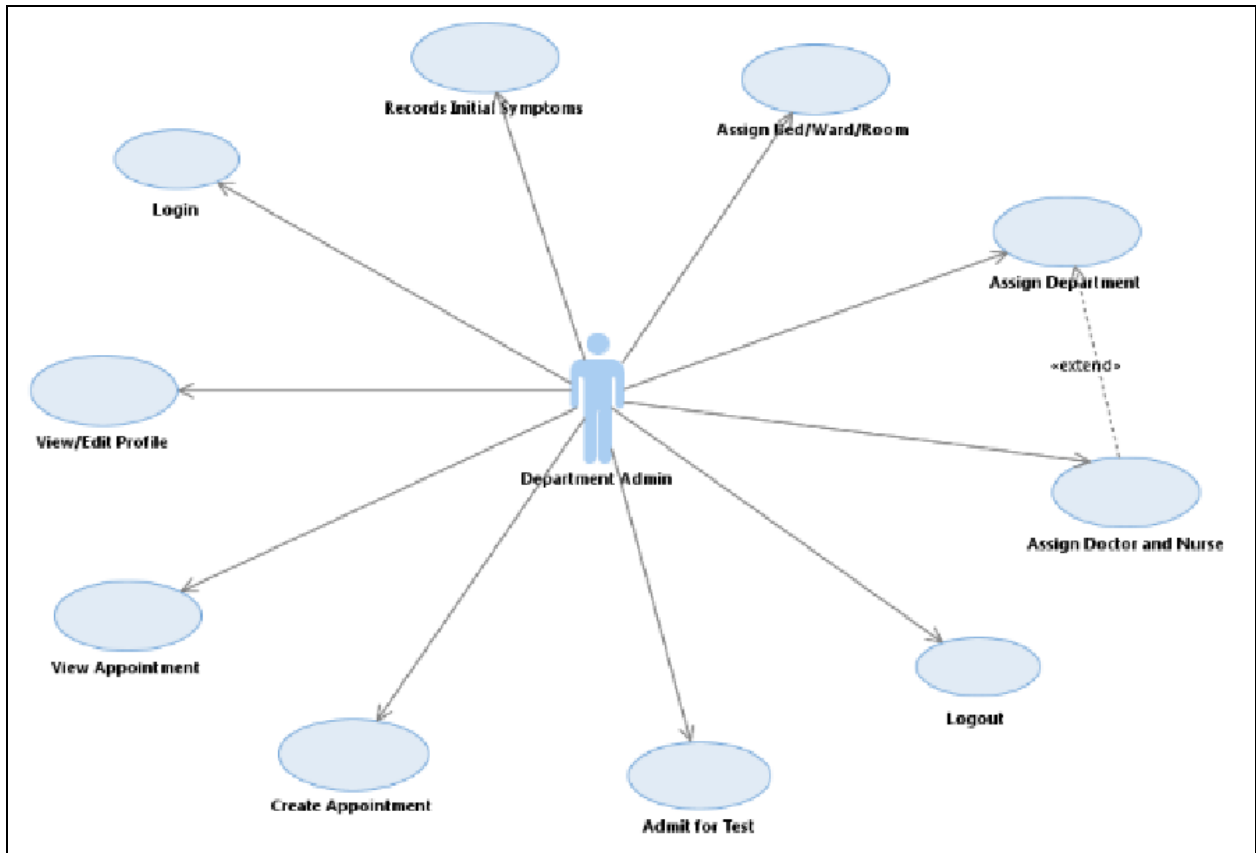 Records Initial Symptoms
Assign Bed/Ward/Room
Login
Assign Department
«extend»
View/Edit Profile
Department Admin
Assign Doctor and Nurse
View Appointment
Logout
Create Appointment
Admit for Test